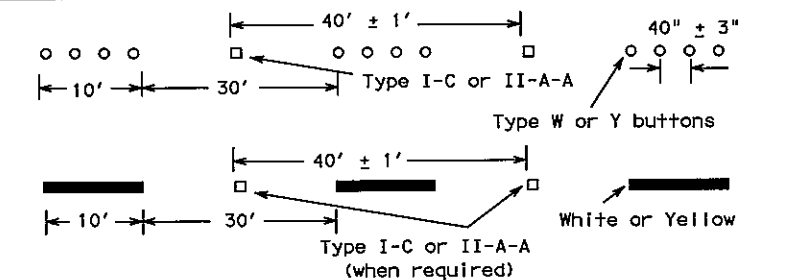 40' ± 1'
40" ± 3"
10'
30'
Type I-C or II-A-A
Type W or Y buttons
40' ± 1'
10'
30'
White or Yellow
Type I-C or II-A-A
(when required)